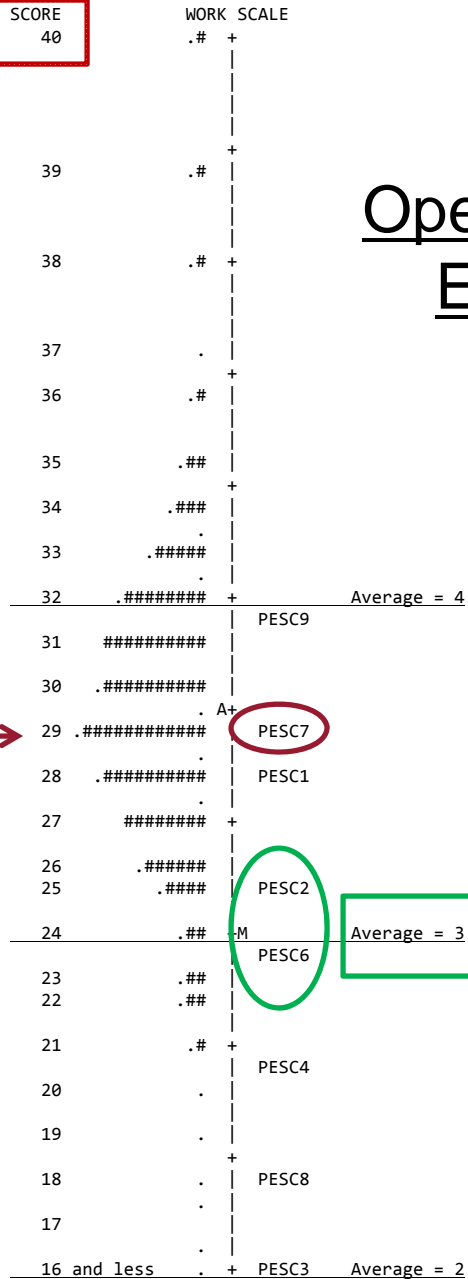 SCORE WORK SCALE
40 .# +
|
|
|
|
+
39 .# |
|
|
|
38 .# +
|
|
|
37 . |
+
36 .# |
|
|
35 .## |
+
34 .### |
. |
33 .##### |
. |
32 .######## + Average = 4
| PESC9
31 ########## |
|
30 .########## |
. A+
29 .############ | PESC7
. |
28 .########## | PESC1
. |
27 ######## +
|
26 .###### |
25 .#### | PESC2
|
24 .## +M Average = 3
| PESC6
23 .## |
22 .## |
|
21 .# +
| PESC4
20 . |
|
19 . |
+
18 . | PESC8
. |
17 |
. |
16 and less . + PESC3 Average = 2